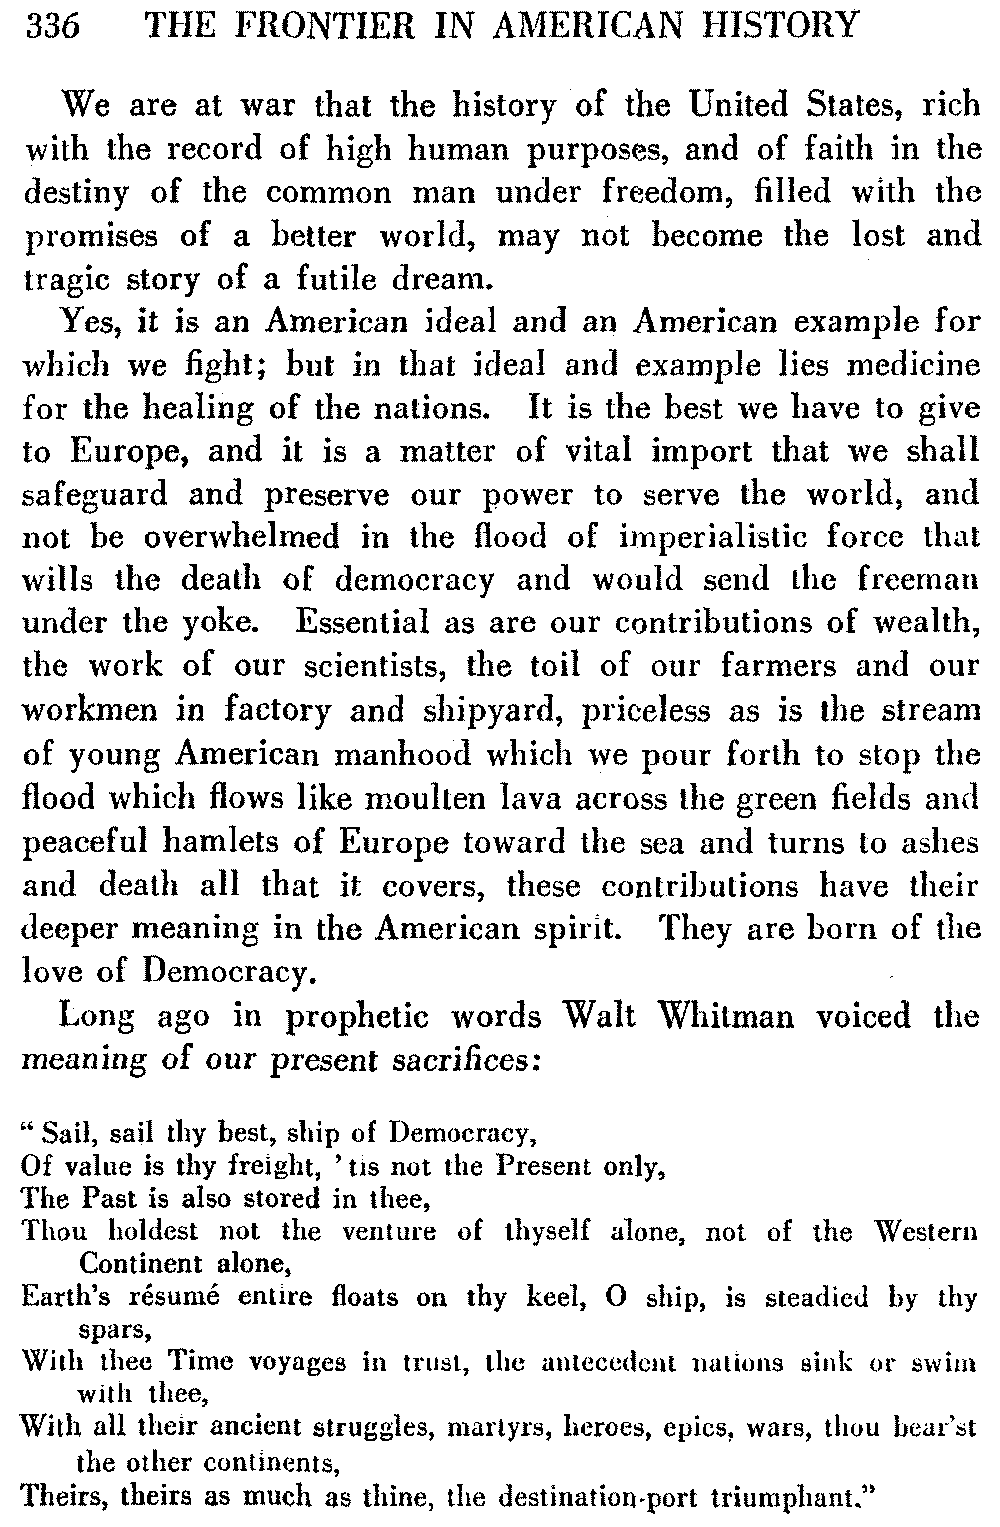 336 THE FRONTIER IN AMERICAN HISTORY
We are at war that the history of the United States, rich
with the record of high human purposes, and of faith in the
destiny of the common man under freedom, filled with the
promises of a better world, may not become the lost and
tragic story of a futile dream.
Yes, it is an American ideal and an American example for
which we fight; but in that ideal and example lies medicine
for the healing of the nations. It is the best we have to give
to Europe, and it is a matter of vital import that we shall
safeguard and preserve our power to serve the world, and
not be overwhelmed in the flood of imperialistic force that
wills the death of democracy and would send the freeman
under the yoke. Essential as are our contributions of wealth,
the work of our scientists, the toil of our farmers and our
workmen in factory and shipyard, priceless as is the stream
of young American manhood which we pour forth to stop the
flood which flows like moulten lava across the green fields and
peaceful hamlets of Europe toward the sea and turns to ashes
and death all that it covers, these contributions have their
deeper meaning in the American spirit. They are born of the
love of Democracy.
Long ago in prophetic words Walt Whitman voiced the
meaning of our present sacrifices:
“ Sail, sail thy best, ship of Democracy,
Of value is thy freight, ’tis not the Present only,
The Past is also stored in thee,
Thou holdest not the venture of thyself alone, not of the Western
Continent alone,
Earth's résumé entire floats on thy keel, O ship, is steadied by thy
spars,
With thee Time voyages in trust, the antecedent nations sink or swim
with thee,
With all their ancient struggles, martyrs, heroes, epics, wars, thou bear'st
the other continents,
Theirs, theirs as much as thine, the destination-port triumphant.”